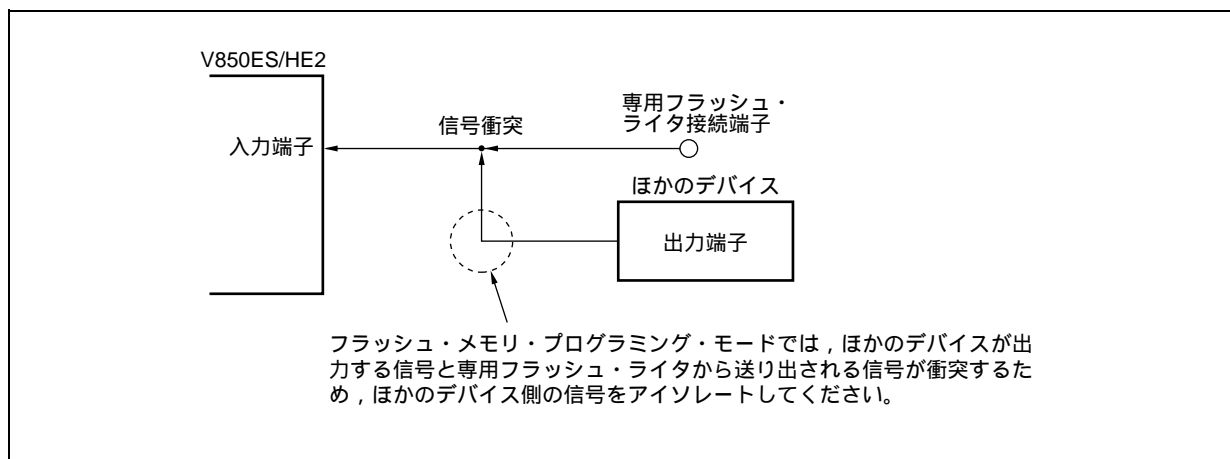 V850ES/HE2
専用フラッシュ・
ライタ接続端子
信号衝突
入力端子
ほかのデバイス
出力端子
フラッシュ・メモリ・プログラミング・モードでは，ほかのデバイスが出
力する信号と専用フラッシュ・ライタから送り出される信号が衝突するた
め，ほかのデバイス側の信号をアイソレートしてください。